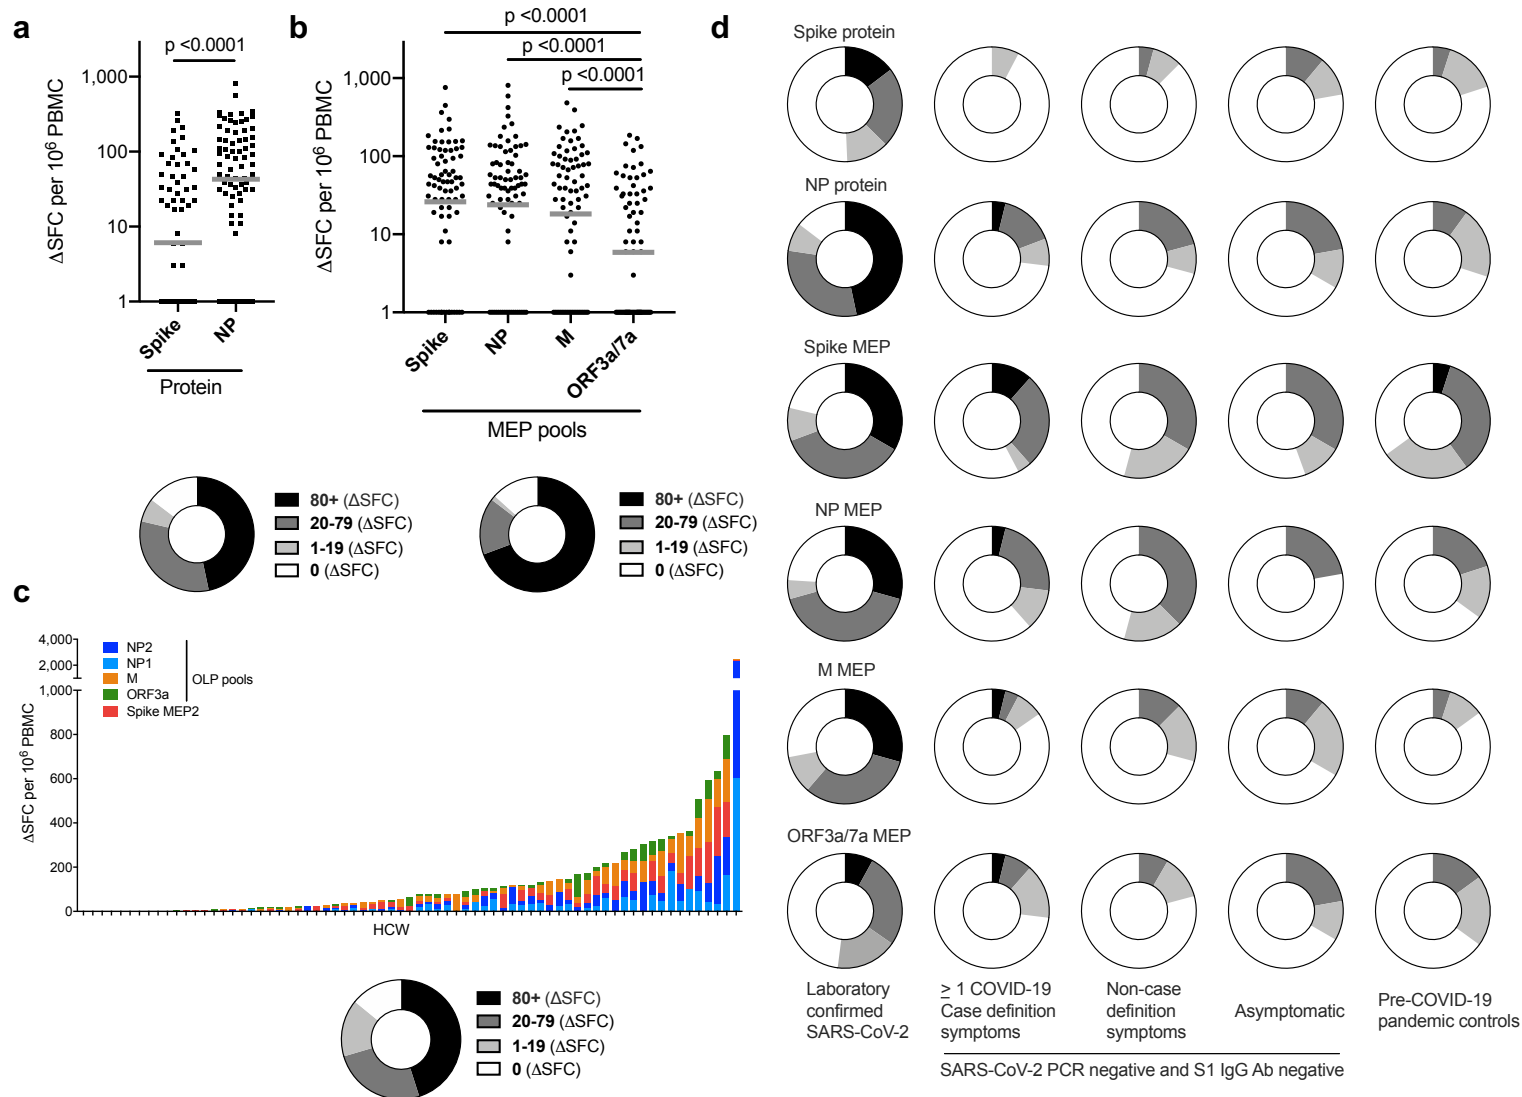 a
p <0.0001
ΔSFC per 10⁶ PBMC
1,000
100
10
1
Spike
NP
Protein
b
p <0.0001
p <0.0001
p <0.0001
ΔSFC per 10⁶ PBMC
1,000
100
10
1
Spike
NP
M
ORF3a/7a
MEP pools
80+ (ΔSFC)
20-79 (ΔSFC)
1-19 (ΔSFC)
0 (ΔSFC)
80+ (ΔSFC)
20-79 (ΔSFC)
1-19 (ΔSFC)
0 (ΔSFC)
c
ΔSFC per 10⁶ PBMC
4,000
2,000
1,000
800
600
400
200
0
NP2
NP1
M
ORF3a
Spike MEP2
OLP pools
HCW
80+ (ΔSFC)
20-79 (ΔSFC)
1-19 (ΔSFC)
0 (ΔSFC)
d
Spike protein
NP protein
Spike MEP
NP MEP
M MEP
ORF3a/7a MEP
Laboratory
confirmed
SARS-CoV-2
≥ 1 COVID-19
Case definition
symptoms
Non-case
definition
symptoms
Asymptomatic
Pre-COVID-19
pandemic controls
SARS-CoV-2 PCR negative and S1 IgG Ab negative